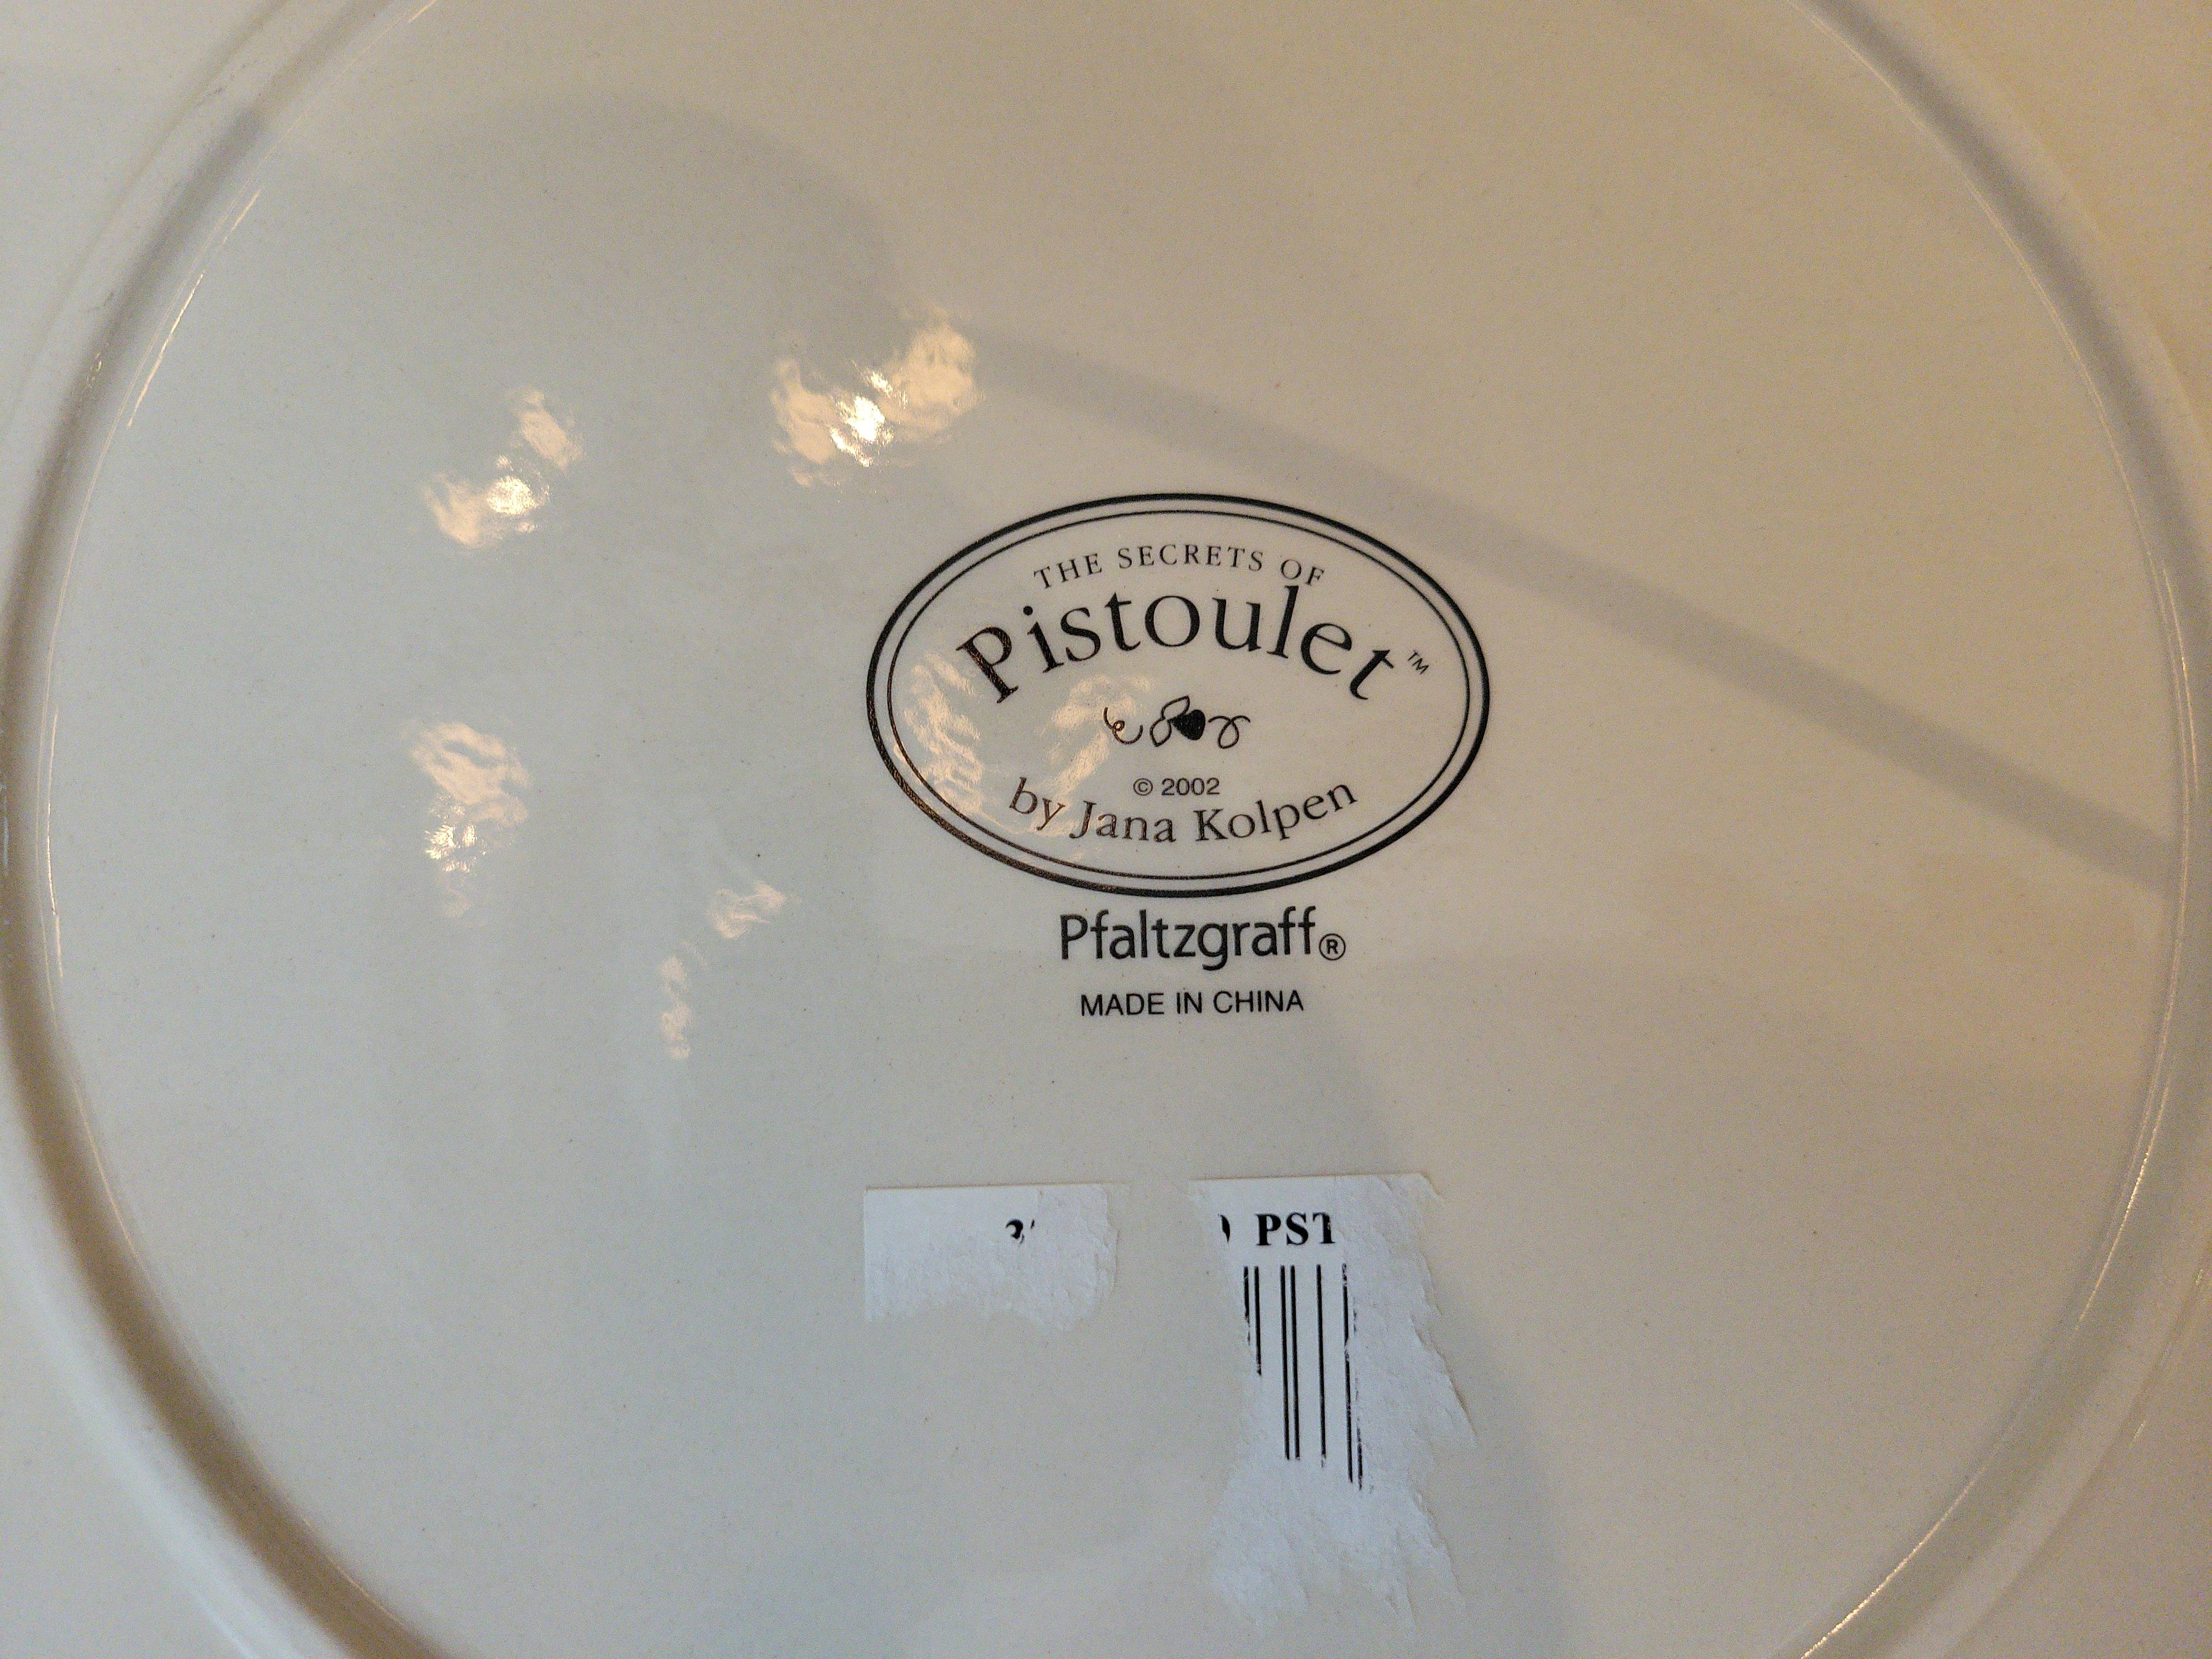 THE SECRETS OF
Pistoulet™
© 2002
by Jana Kolpen
Pfaltzgraff®
MADE IN CHINA
PST